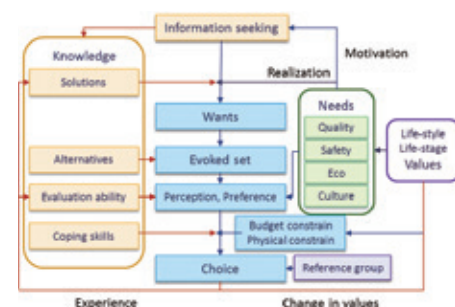 Information seeking
Knowledge
Motivation
Realization
Solutions
Needs
Wants
Quality
Life-style
Life-stage
Values
Safety
Alternatives
Evoked set
Eco
Evaluation ability
Perception, Preference
Culture
Coping skills
Budget constrain
Physical constrain
Choice
Reference group
Experience
Change in values